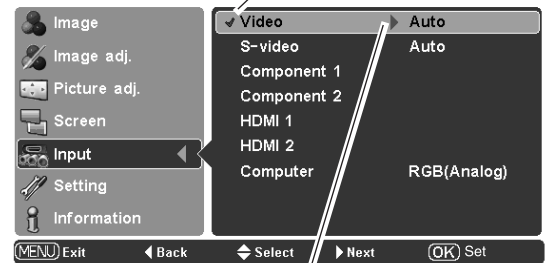 Image
Image adj.
Picture adj.
Screen
Input
Setting
Information
Video Auto
S-video Auto
Component 1
Component 2
HDMI 1
HDMI 2
Computer RGB(Analog)
MENU Exit Back Select Next OK Set